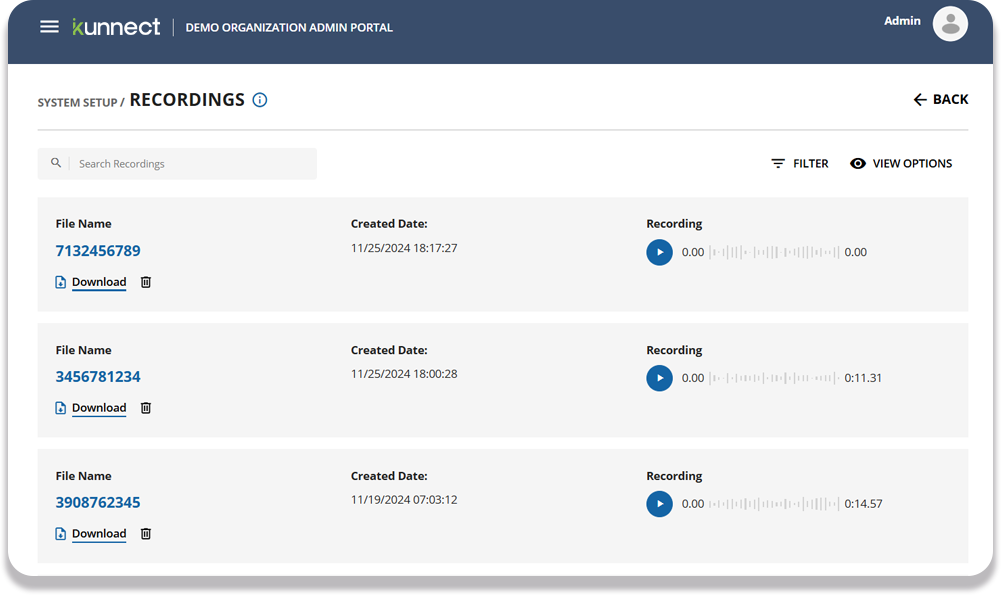 kunnect | DEMO ORGANIZATION ADMIN PORTAL
Admin
SYSTEM SETUP / RECORDINGS
BACK
Search Recordings
FILTER VIEW OPTIONS
File Name Created Date: Recording
7132456789 11/25/2024 18:17:27 0.00 0.00
Download
File Name Created Date: Recording
3456781234 11/25/2024 18:00:28 0.00 0:11.31
Download
File Name Created Date: Recording
3908762345 11/19/2024 07:03:12 0.00 0:14.57
Download